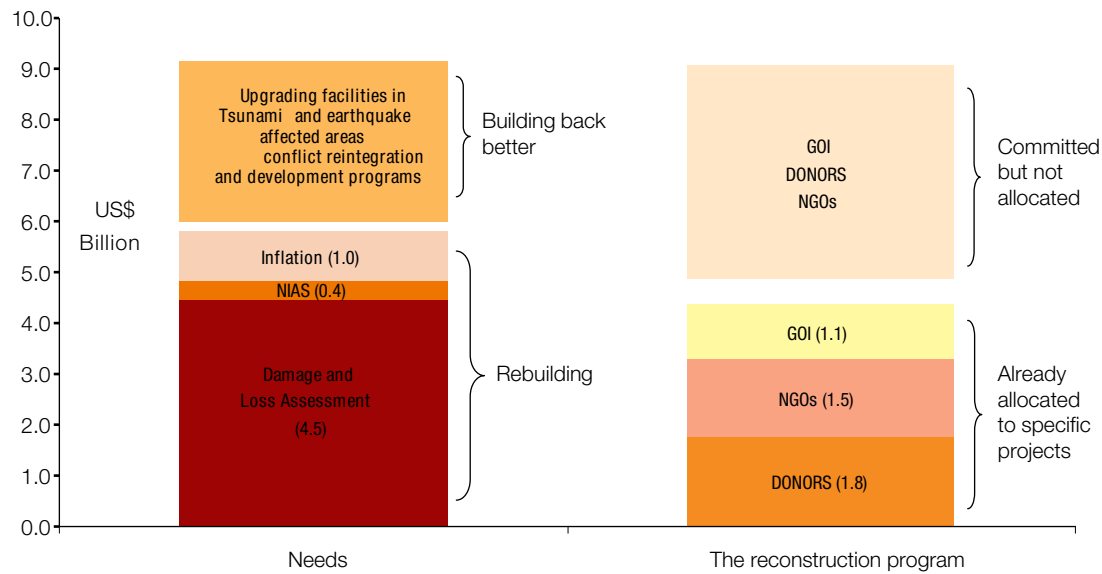 10.0
9.0
8.0
7.0
6.0
5.0
4.0
3.0
2.0
1.0
0.0
US$
Billion
Upgrading facilities in
Tsunami and earthquake
affected areas
conflict reintegration
and development programs
Building back
better
Inflation (1.0)
NIAS (0.4)
Damage and
Loss Assessment
(4.5)
Rebuilding
GOI
DONORS
NGOs
Committed
but not
allocated
GOI (1.1)
NGOs (1.5)
DONORS (1.8)
Already
allocated
to specific
projects
Needs
The reconstruction program